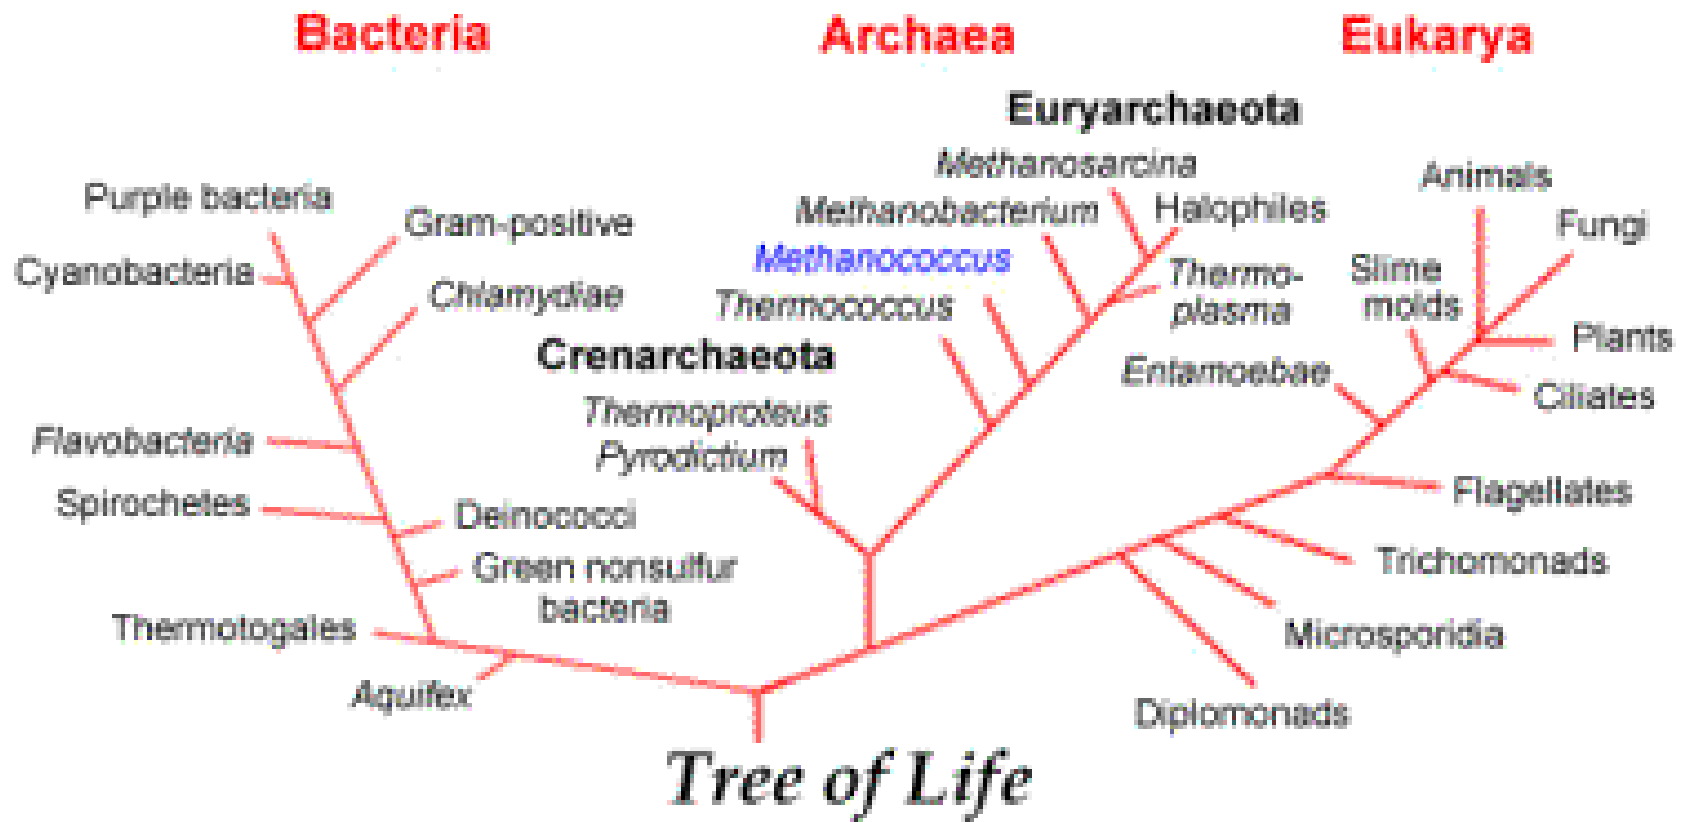 Bacteria
Archaea
Eukarya
Euryarchaeota
Methanosarcina
Animals
Purple bacteria
Gram-positive
Methanobacterium
Halophiles
Fungi
Cyanobacteria
Methanococcus
Thermo-
plasma
Slime
molds
Chlamydiae
Thermococcus
Plants
Crenarchaeota
Entamoebae
Ciliates
Thermoproteus
Flavobacteria
Pyrodictium
Flagellates
Spirochetes
Deinococci
Trichomonads
Green nonsulfur
bacteria
Thermotogales
Microsporidia
Aquifex
Diplomonads
Tree of Life